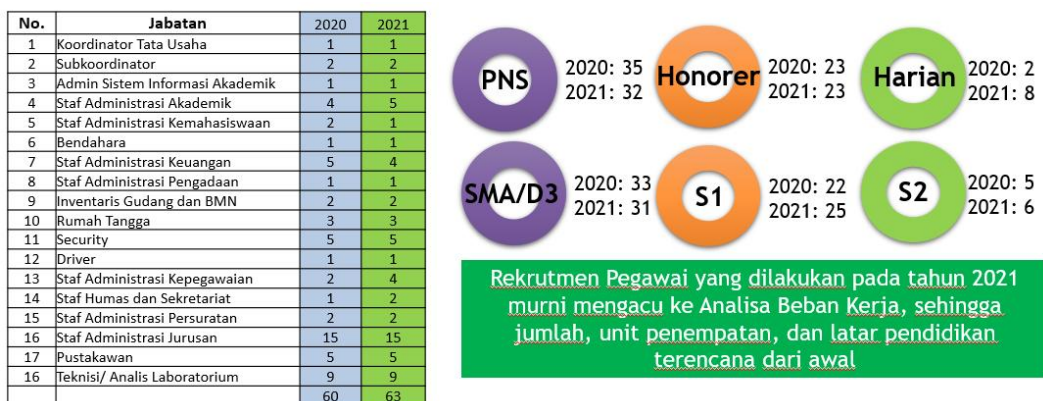 No. Jabatan 2020 2021
1 Koordinator Tata Usaha 1 1
2 Subkoordinator 2 2
3 Admin Sistem Informasi Akademik 1 1
4 Staf Administrasi Akademik 4 5
5 Staf Administrasi Kemahasiswaan 2 1
6 Bendahara 1 1
7 Staf Administrasi Keuangan 5 4
8 Staf Administrasi Pengadaan 1 1
9 Inventaris Gudang dan BMN 2 2
10 Rumah Tangga 3 3
11 Security 5 5
12 Driver 1 1
13 Staf Administrasi Kepegawaian 2 4
14 Staf Humas dan Sekretariat 1 2
15 Staf Administrasi Persuratan 2 2
16 Staf Administrasi Jurusan 15 15
17 Pustakawan 5 5
16 Teknisi/ Analis Laboratorium 9 9
60 63
PNS
2020: 35
2021: 32
Honorer
2020: 23
2021: 23
Harian
2020: 2
2021: 8
SMA/D3
2020: 33
2021: 31
S1
2020: 22
2021: 25
S2
2020: 5
2021: 6
Rekrutmen Pegawai yang dilakukan pada tahun 2021
murni mengacu ke Analisa Beban Kerja, sehingga
jumlah, unit penempatan, dan latar pendidikan
terencana dari awal